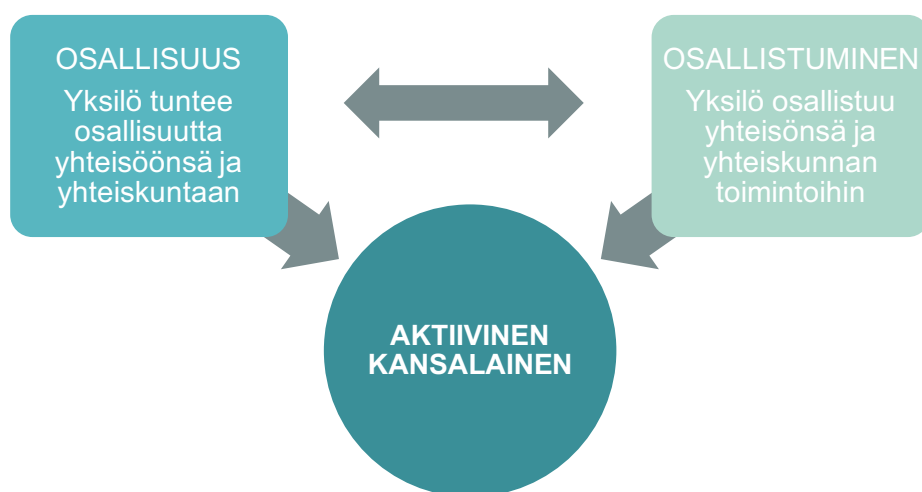 OSALLISUUS
Yksilö tuntee
osallisuutta
yhteisöönsä ja
yhteiskuntaan
OSALLISTUMINEN
Yksilö osallistuu
yhteisönsä ja
yhteiskunnan
toimintoihin
AKTIIVINEN
KANSALAINEN